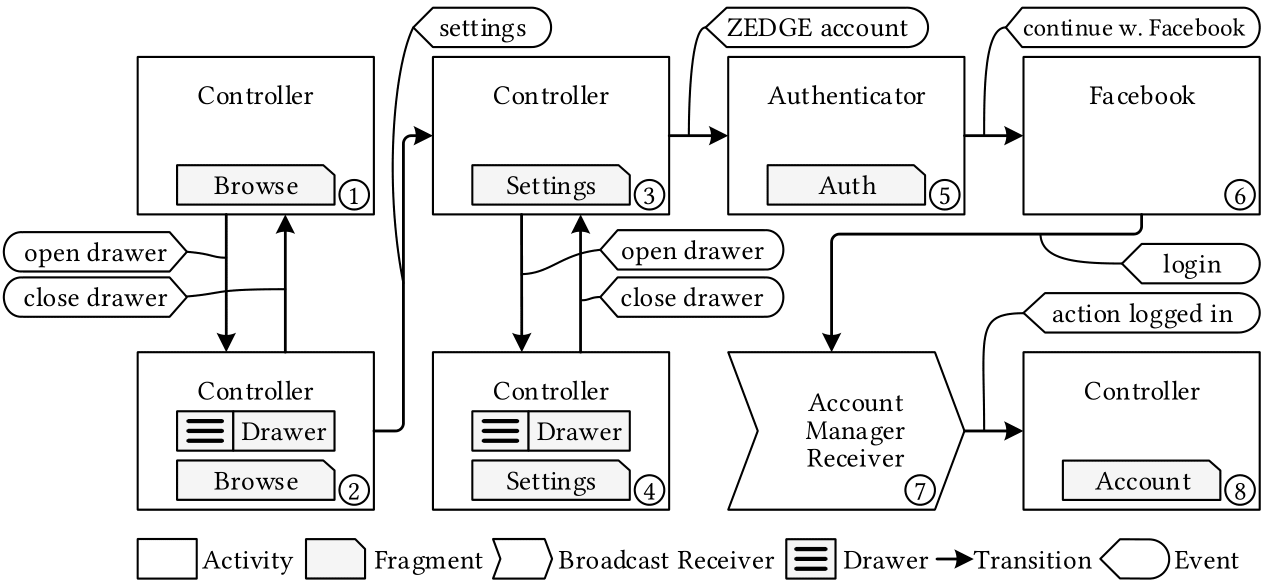 settings
ZEDGE account
continue w. Facebook
Controller
Browse
1
Controller
Settings
3
Authenticator
Auth
5
Facebook
6
open drawer
close drawer
open drawer
close drawer
login
action logged in
Controller
Drawer
Browse
2
Controller
Drawer
Settings
4
Account
Manager
Receiver
7
Controller
Account
8
Activity
Fragment
Broadcast Receiver
Drawer
Transition
Event